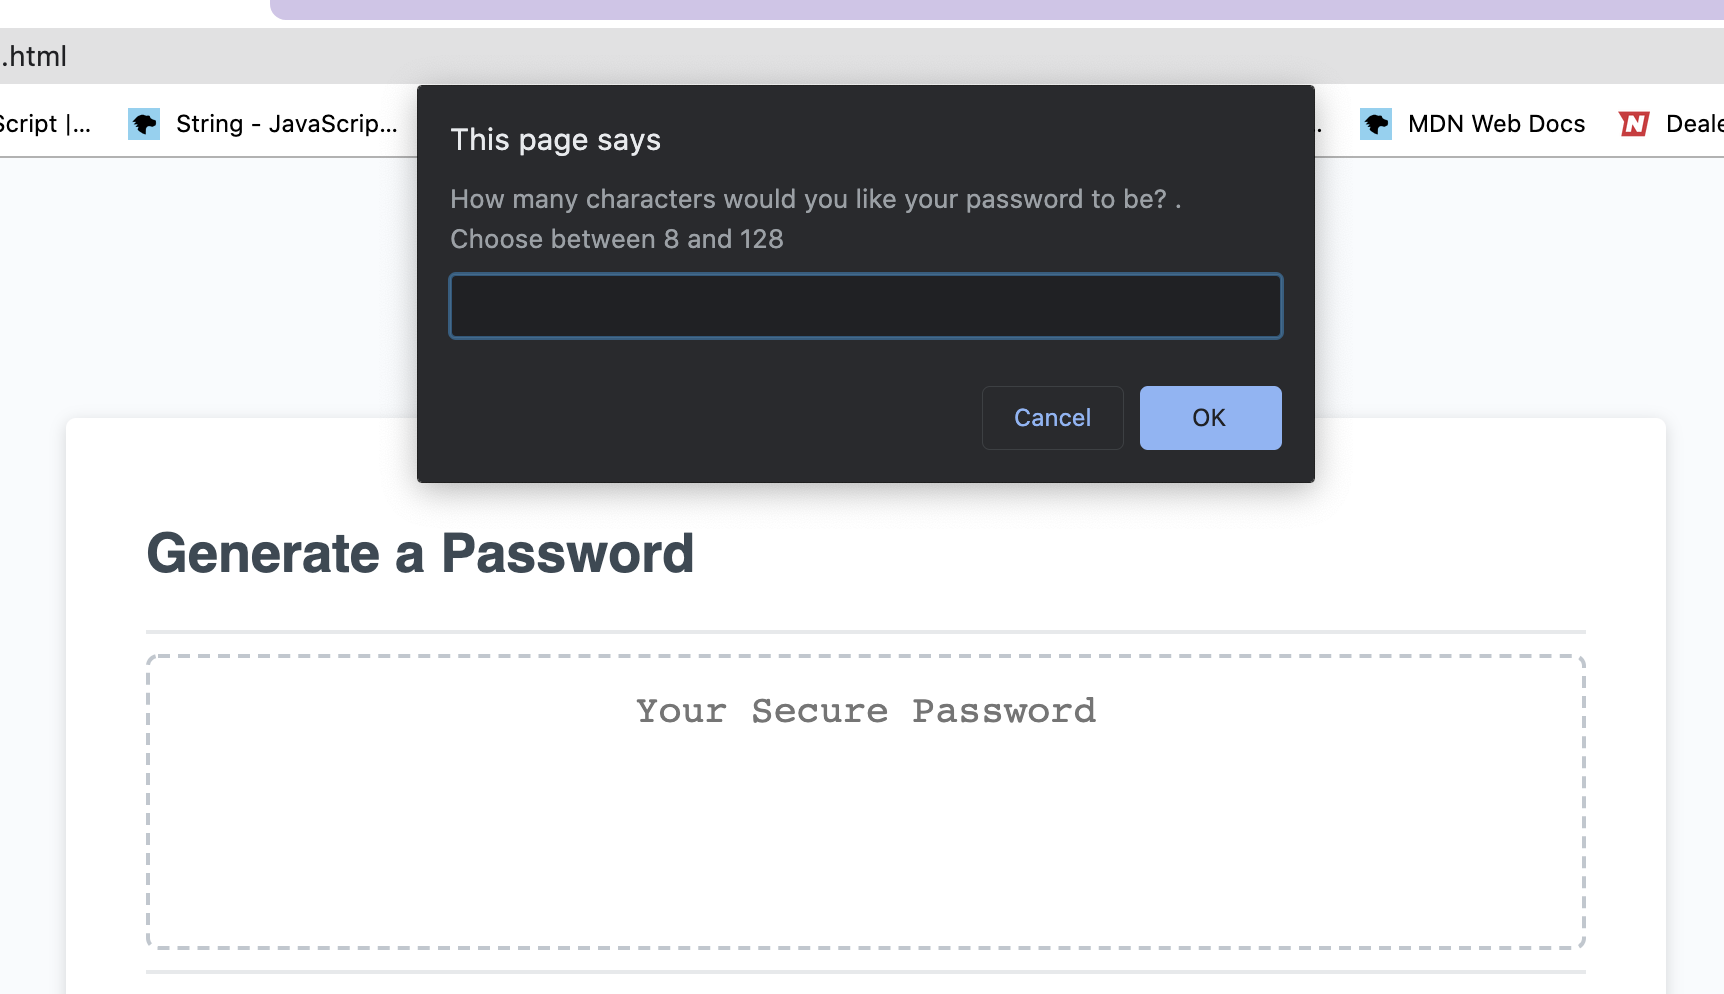 .html
Script |...
String - JavaScrip...
MDN Web Docs
Deale
This page says
How many characters would you like your password to be? .
Choose between 8 and 128
Cancel
OK
Generate a Password
Your Secure Password